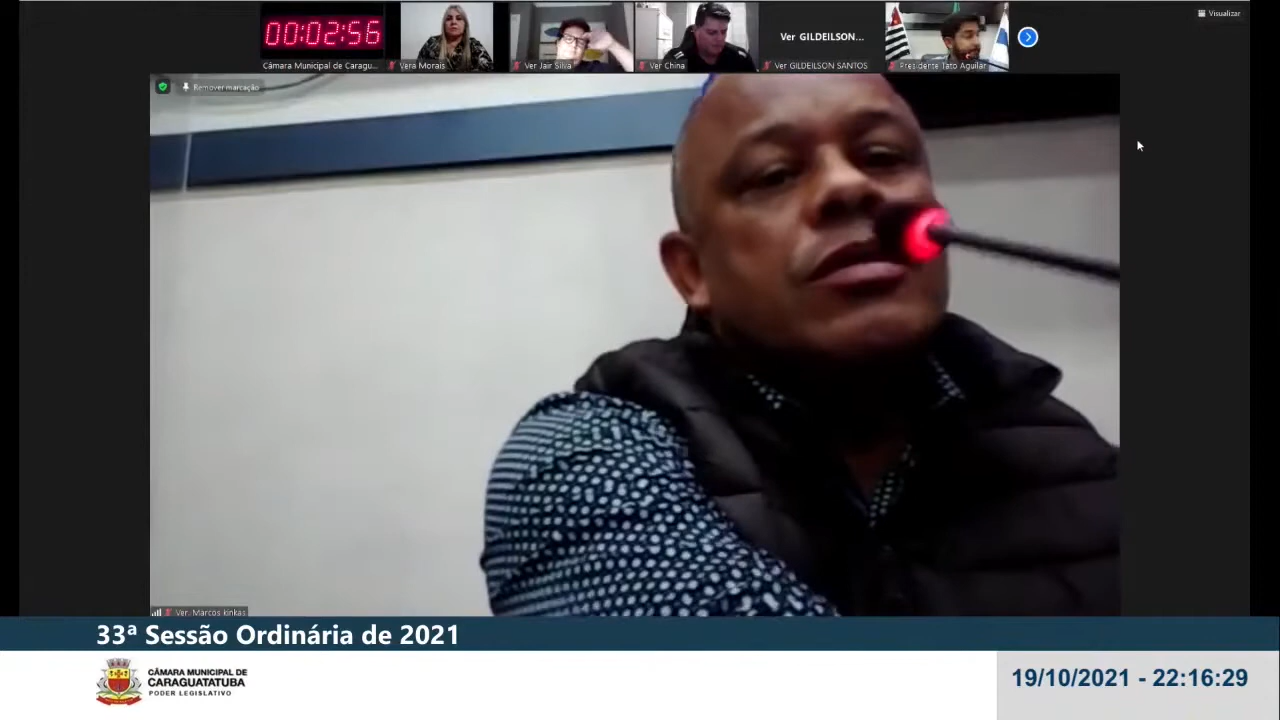 Visualizar
00:02:56
Ver GILDEILSON...
Câmara Municipal de Caragu...
Vera Morais
Ver Jair Silva
Ver China
Ver GILDEILSON SANTOS
Presidente Tato Aguilar
Remover marcação
Ver. Marcos kinkas
33ª Sessão Ordinária de 2021
CÂMARA MUNICIPAL DE
CARAGUATATUBA
PODER LEGISLATIVO
19/10/2021 - 22:16:29